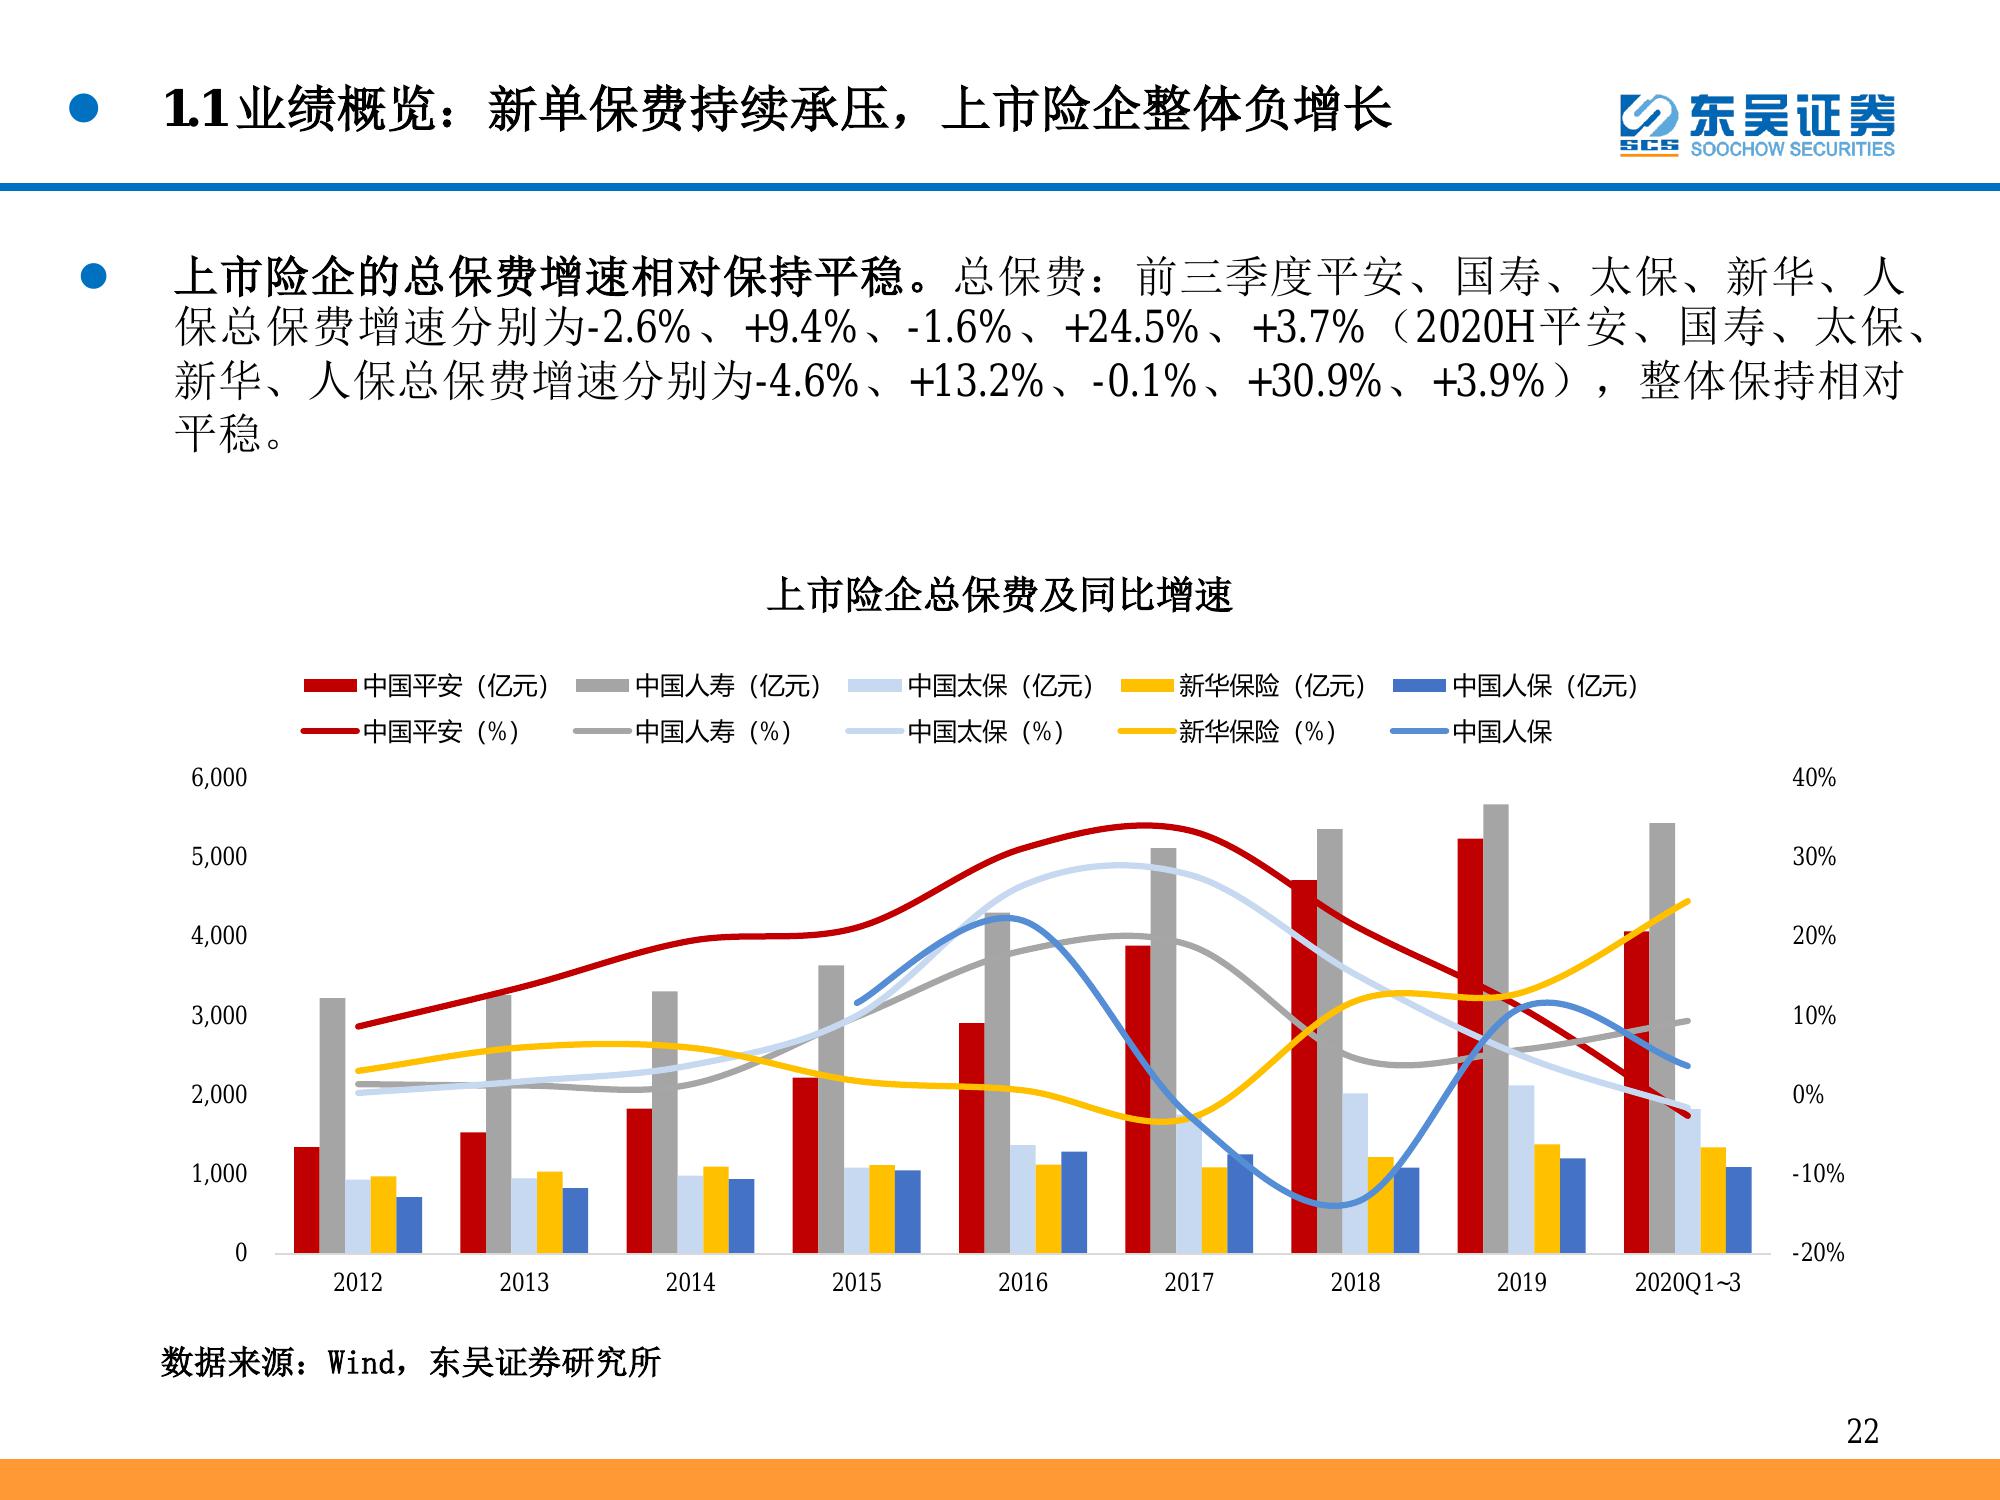 1.1业绩概览：新单保费持续承压，上市险企整体负增长
东吴证券
SCS
SOOCHOW SECURITIES
上市险企的总保费增速相对保持平稳。总保费：前三季度平安、国寿、太保、新华、人
保总保费增速分别为-2.6%、+9.4%、-1.6%、+24.5%、+3.7%（2020H平安、国寿、太保、
新华、人保总保费增速分别为-4.6%、+13.2%、-0.1%、+30.9%、+3.9%），整体保持相对
平稳。
上市险企总保费及同比增速
中国平安（亿元） 中国人寿（亿元） 中国太保（亿元） 新华保险（亿元） 中国人保（亿元）
中国平安（%） 中国人寿（%） 中国太保（%） 新华保险（%） 中国人保
6,000 40%
5,000 30%
4,000 20%
3,000 10%
2,000 0%
1,000 -10%
0 -20%
2012 2013 2014 2015 2016 2017 2018 2019 2020Q1~3
数据来源：Wind，东吴证券研究所
22